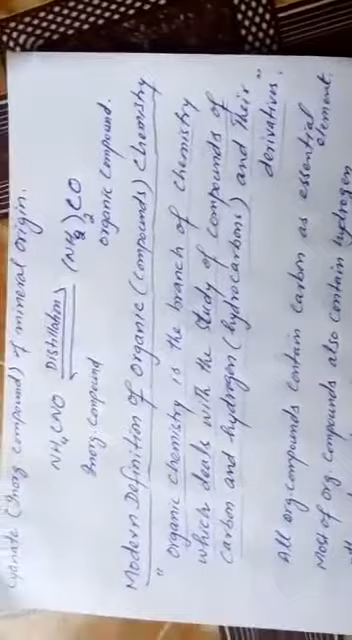 Cyanate (Inorg compound) of mineral origin.
NH4CNO Distillation (NH2)2CO
Inorg. compound organic compound.
Modern Definition of Organic (Compounds) Chemistry
"Organic chemistry is the branch of chemistry
which deals with the study of compounds of
carbon and hydrogen (hydrocarbons) and their
derivatives."
All org. compounds contain carbon as essential
element.
Most of org. compounds also contain hydrogen